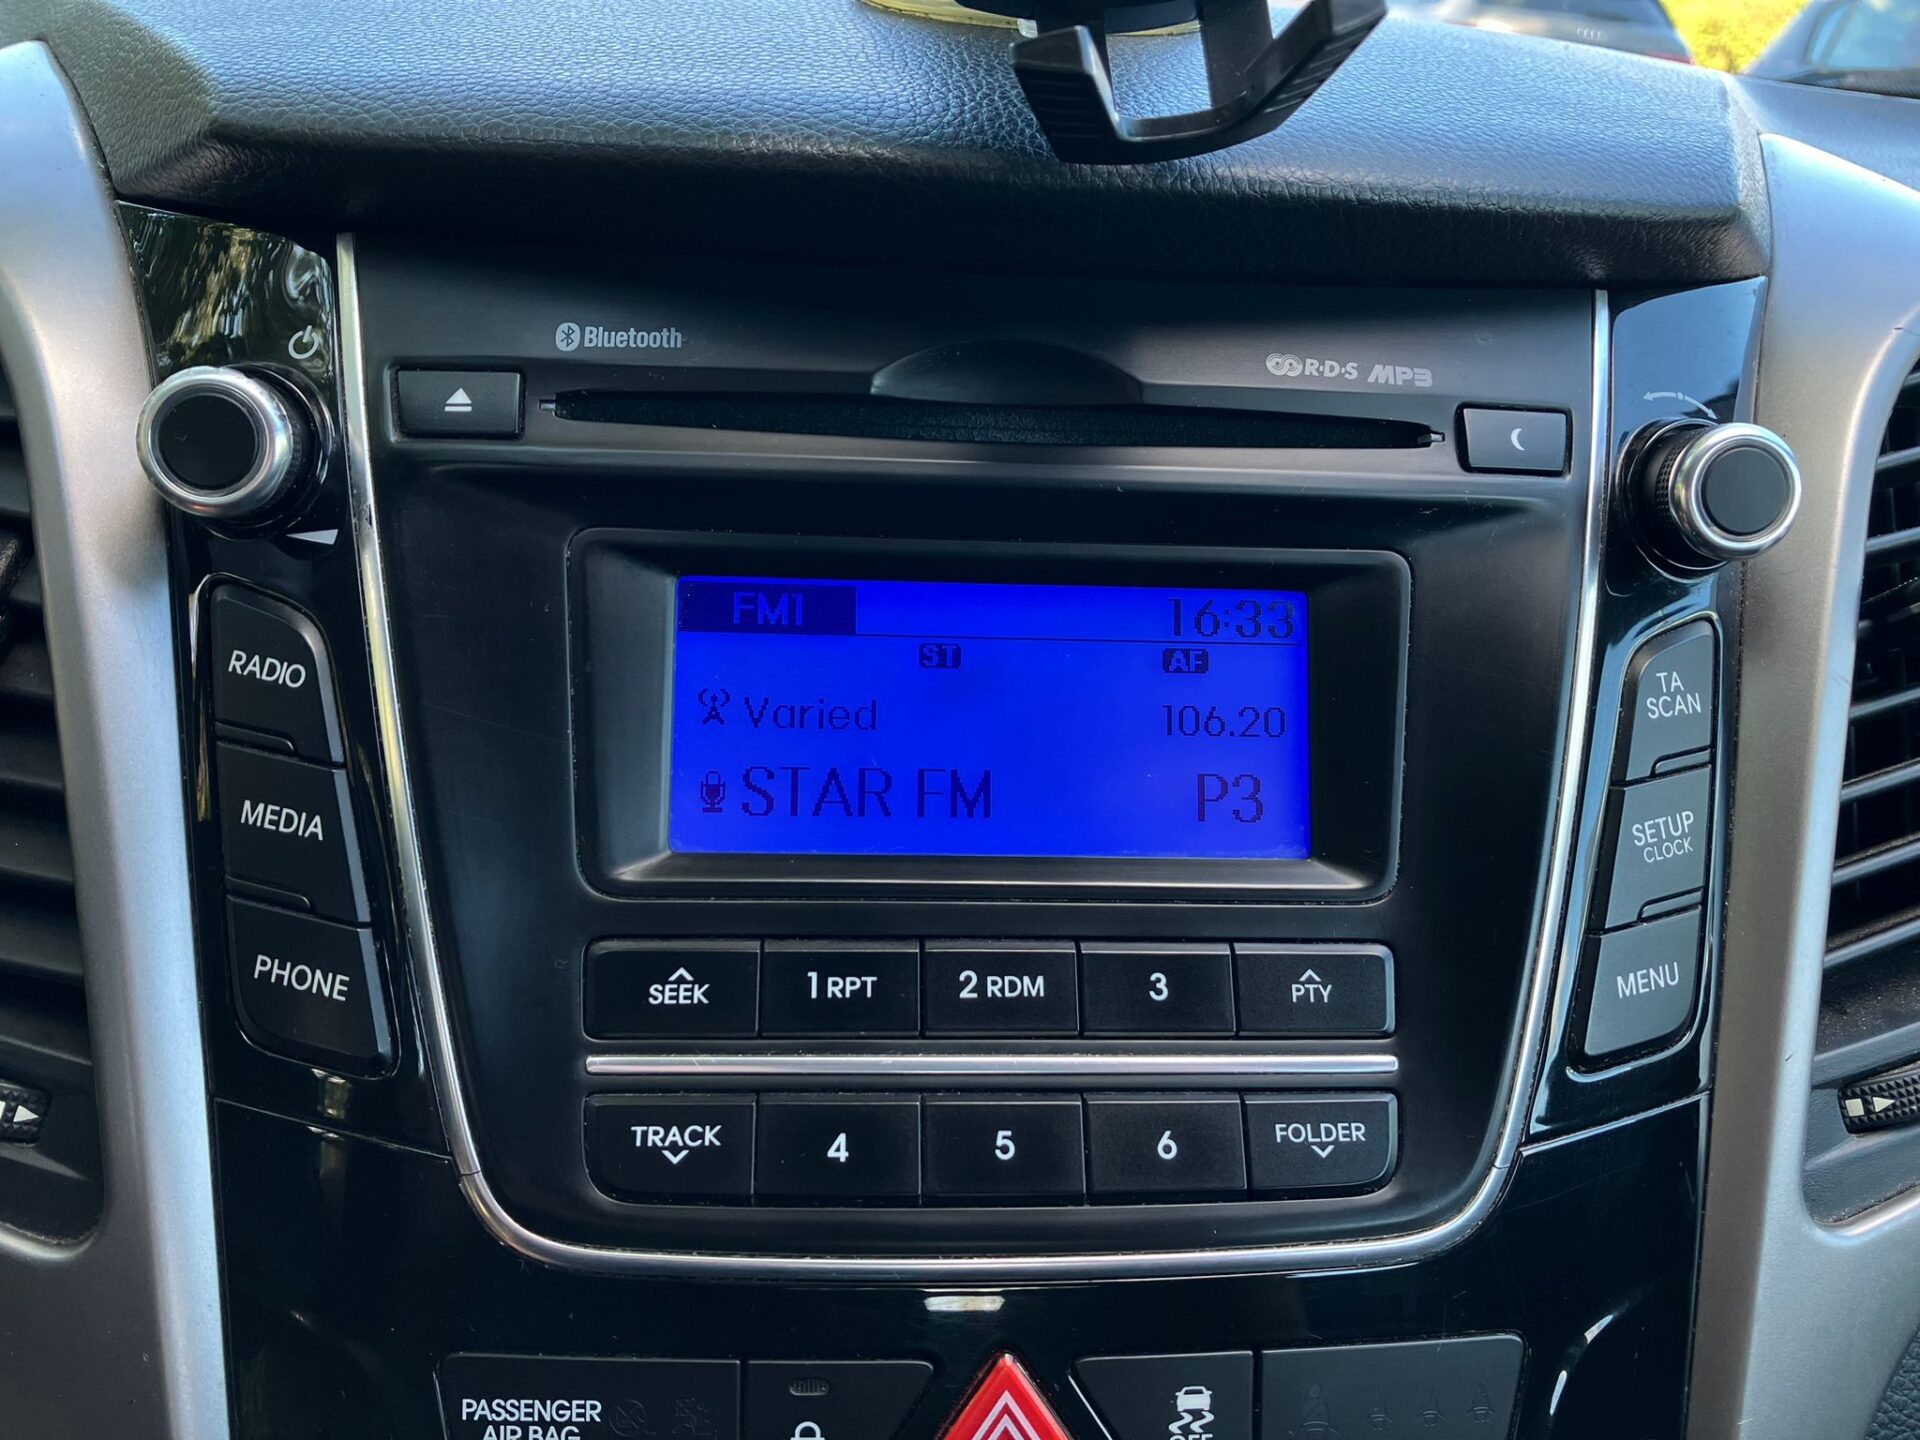 Bluetooth
R·D·S MP3
FM1 16:33
ST AF
Varied 106.20
STAR FM P3
RADIO
MEDIA
PHONE
TA
SCAN
SETUP
CLOCK
MENU
SEEK 1 RPT 2 RDM 3 PTY
TRACK 4 5 6 FOLDER
PASSENGER
AIR BAG
OFF